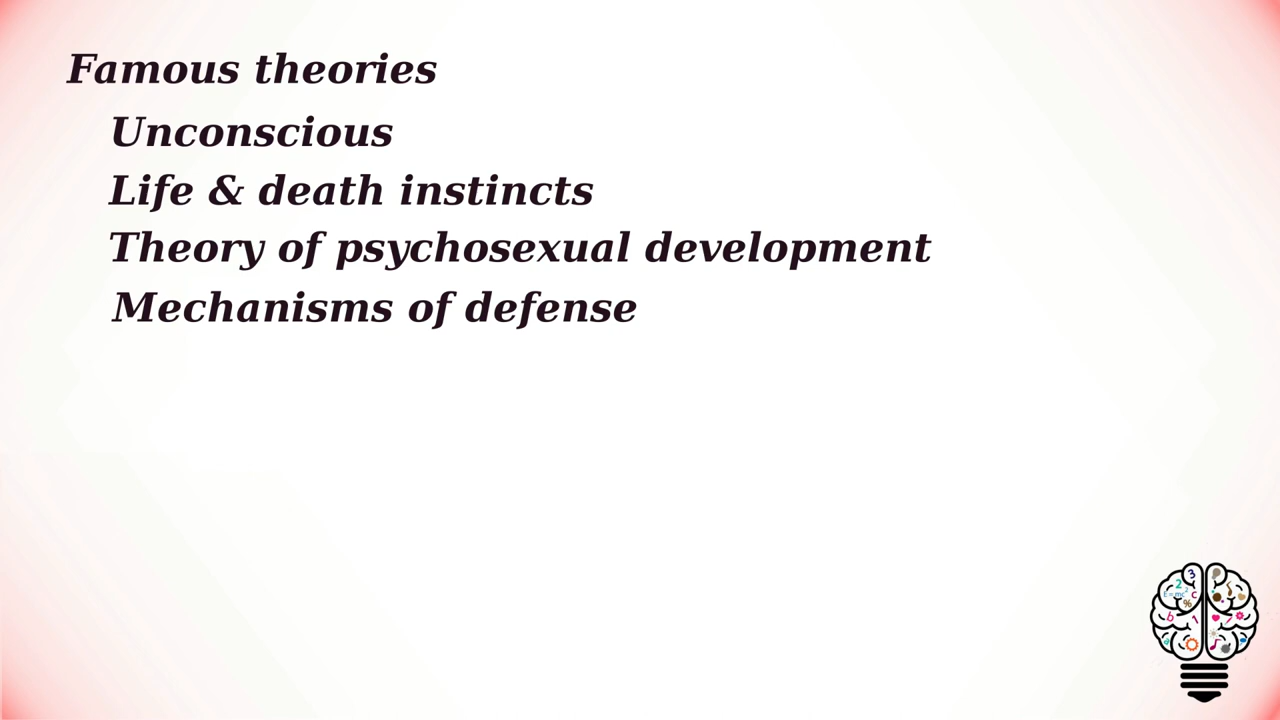 Famous theories
Unconscious
Life & death instincts
Theory of psychosexual development
Mechanisms of defense